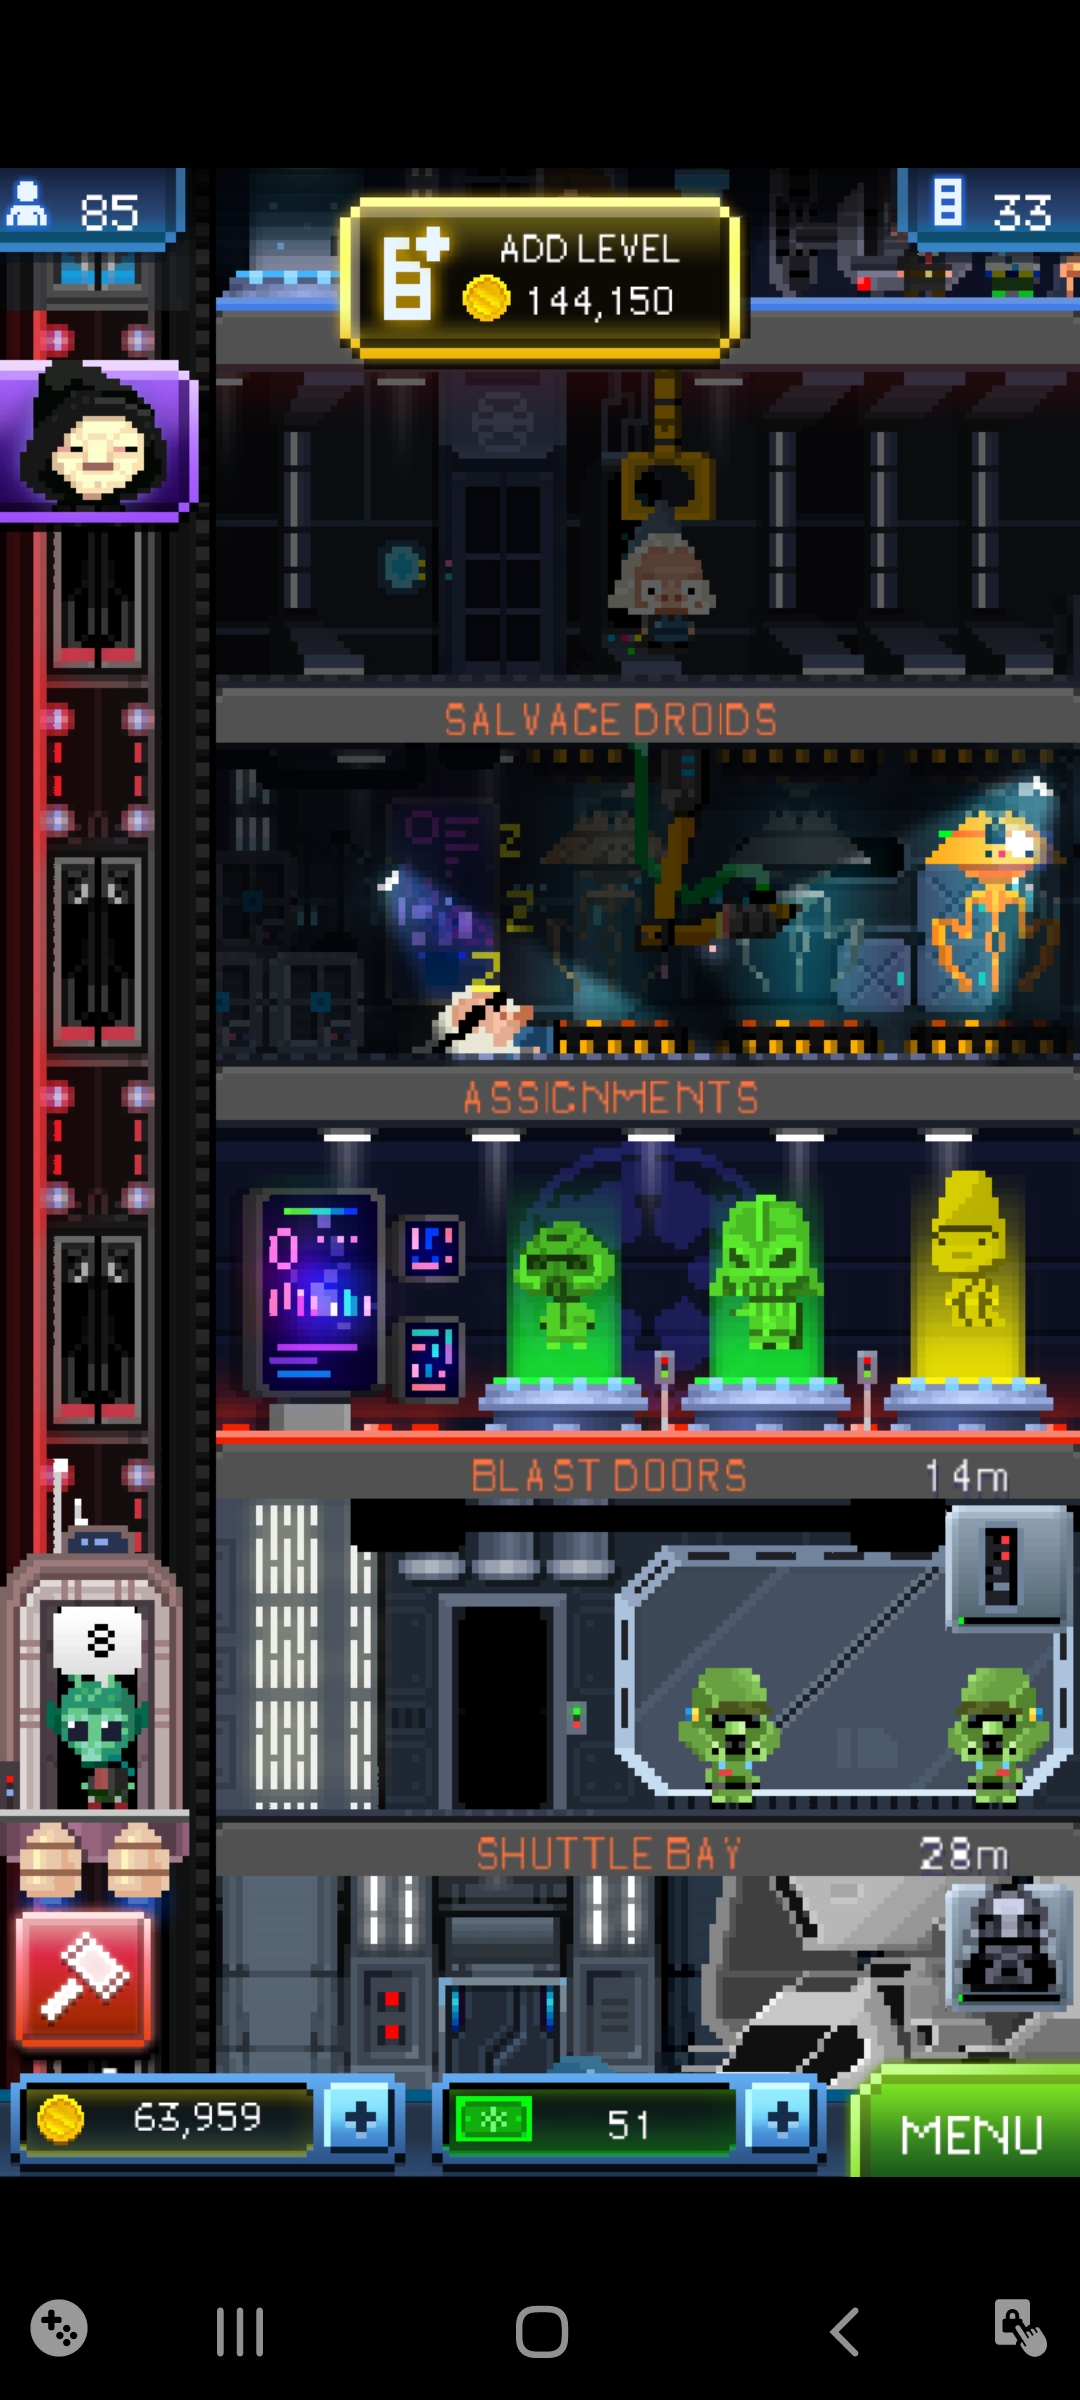 85
33
ADD LEVEL
144,150
SALVAGE DROIDS
Z
Z
Z
ASSIGNMENTS
BLAST DOORS 14m
8
SHUTTLE BAY 28m
63,959
51
MENU